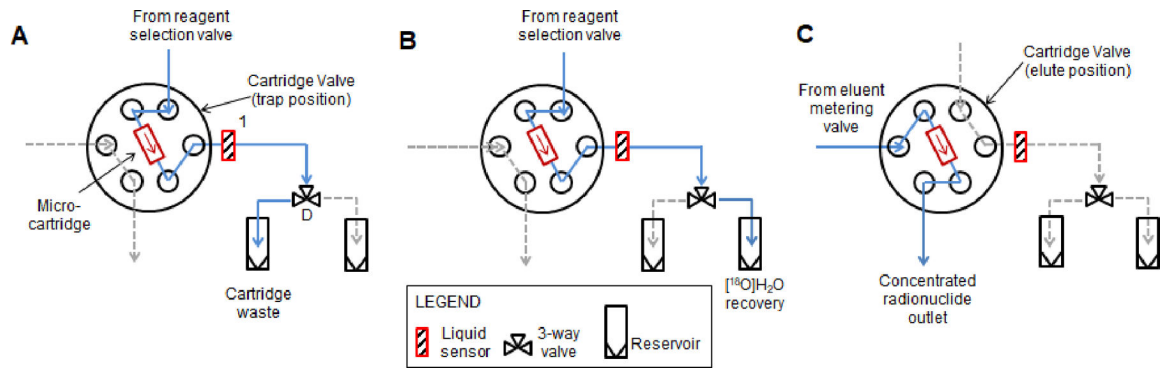 A
From reagent
selection valve
Cartridge Valve
(trap position)
1
Micro-
cartridge
D
Cartridge
waste
B
From reagent
selection valve
[¹⁸O]H₂O
recovery
LEGEND
Liquid
sensor
3-way
valve
Reservoir
C
Cartridge Valve
(elute position)
From eluent
metering
valve
Concentrated
radionuclide
outlet